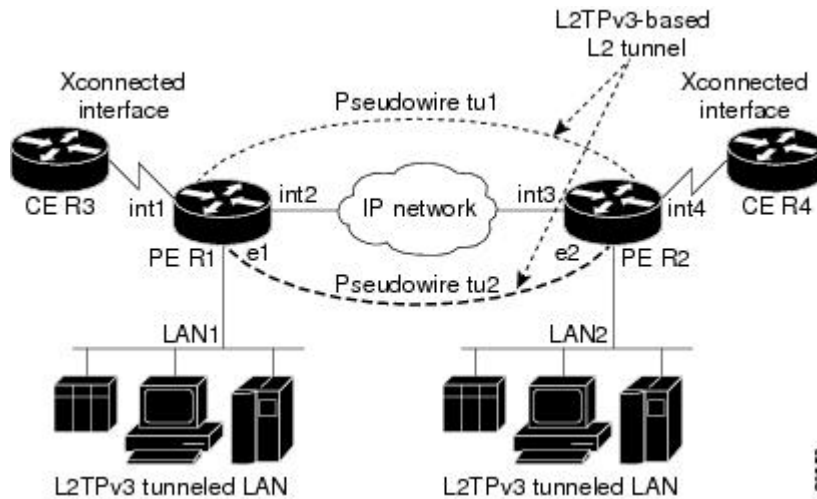 L2TPv3-based
L2 tunnel
Xconnected
interface
Xconnected
interface
Pseudowire tu1
CE R3
int1
int2
IP network
int3
int4
CE R4
PE R1
e1
e2
PE R2
Pseudowire tu2
LAN1
LAN2
L2TPv3 tunneled LAN
L2TPv3 tunneled LAN